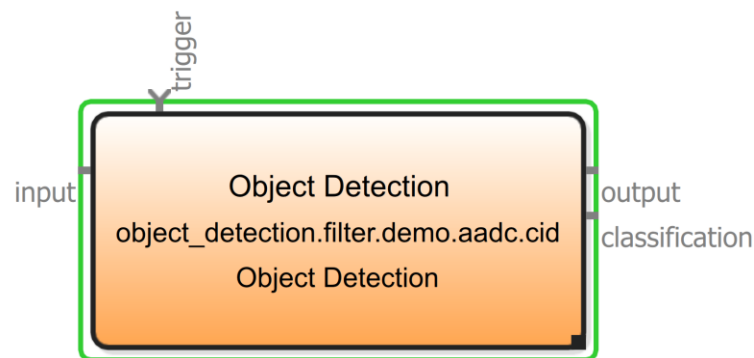 trigger
input
Object Detection
object_detection.filter.demo.aadc.cid
Object Detection
output
classification